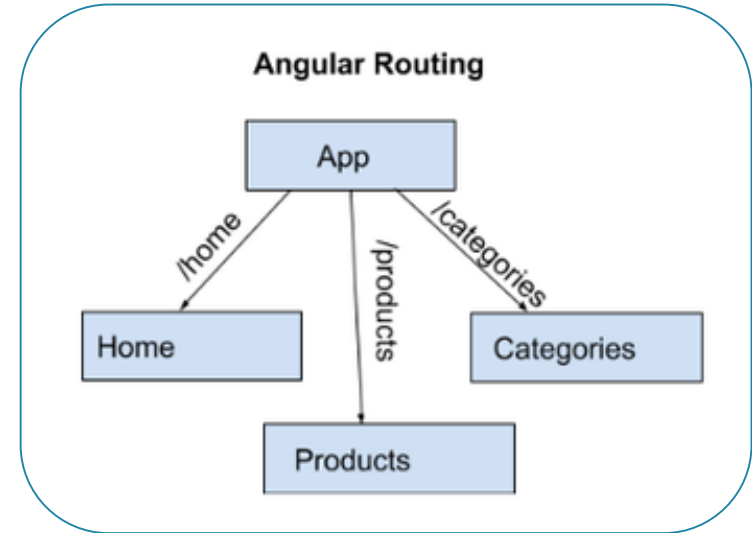 Angular Routing
App
/home
/products
/categories
Home
Categories
Products